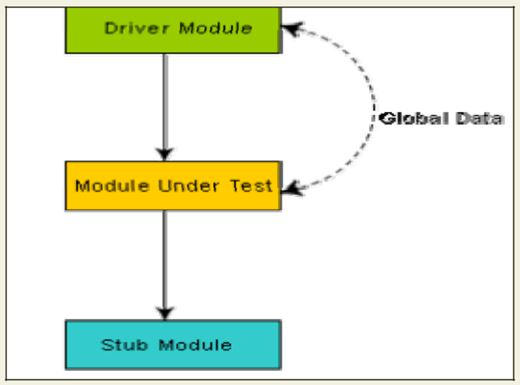 Driver Module
Global Data
Module Under Test
Stub Module